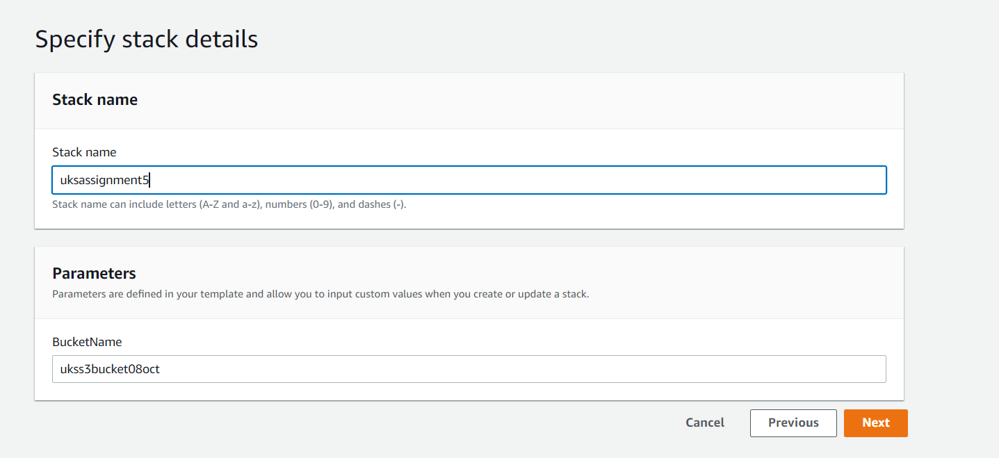 Specify stack details
Stack name
Stack name
uksassignment5
Stack name can include letters (A-Z and a-z), numbers (0-9), and dashes (-).
Parameters
Parameters are defined in your template and allow you to input custom values when you create or update a stack.
BucketName
ukss3bucket08oct
Cancel Previous Next